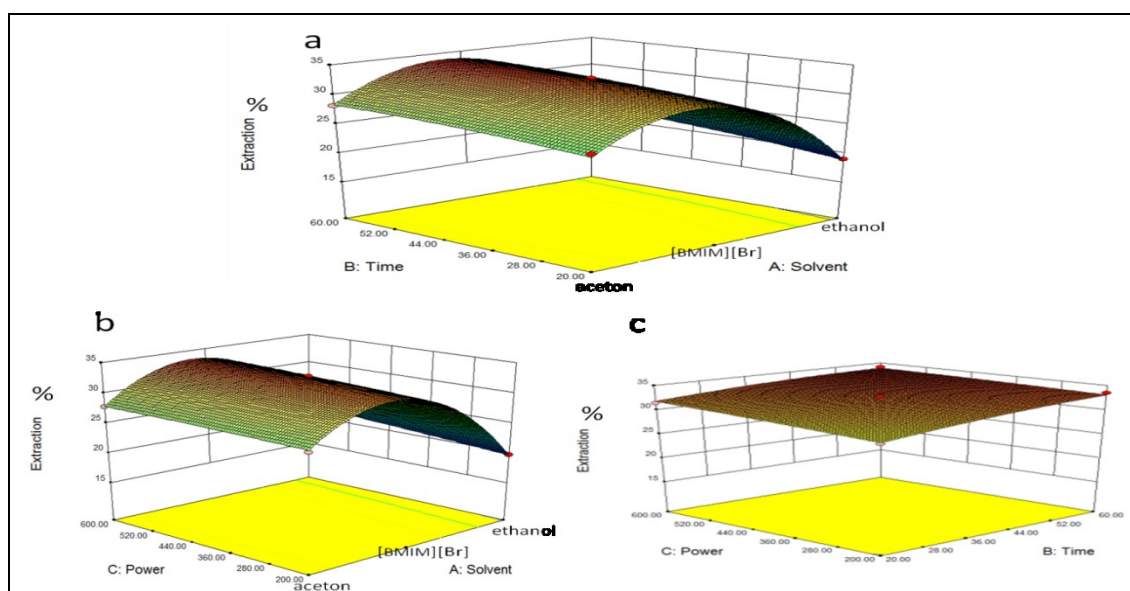 a
%
Extraction
35
30
25
20
15
60.00
52.00
44.00
36.00
28.00
20.00
B: Time
aceton
[BMIM][Br]
ethanol
A: Solvent
b
%
Extraction
35
30
25
20
15
600.00
520.00
440.00
360.00
280.00
200.00
C: Power
aceton
[BMIM][Br]
ethanol
A: Solvent
c
%
Extraction
35
30
25
20
15
600.00
520.00
440.00
360.00
280.00
200.00
C: Power
20.00
28.00
36.00
44.00
52.00
60.00
B: Time